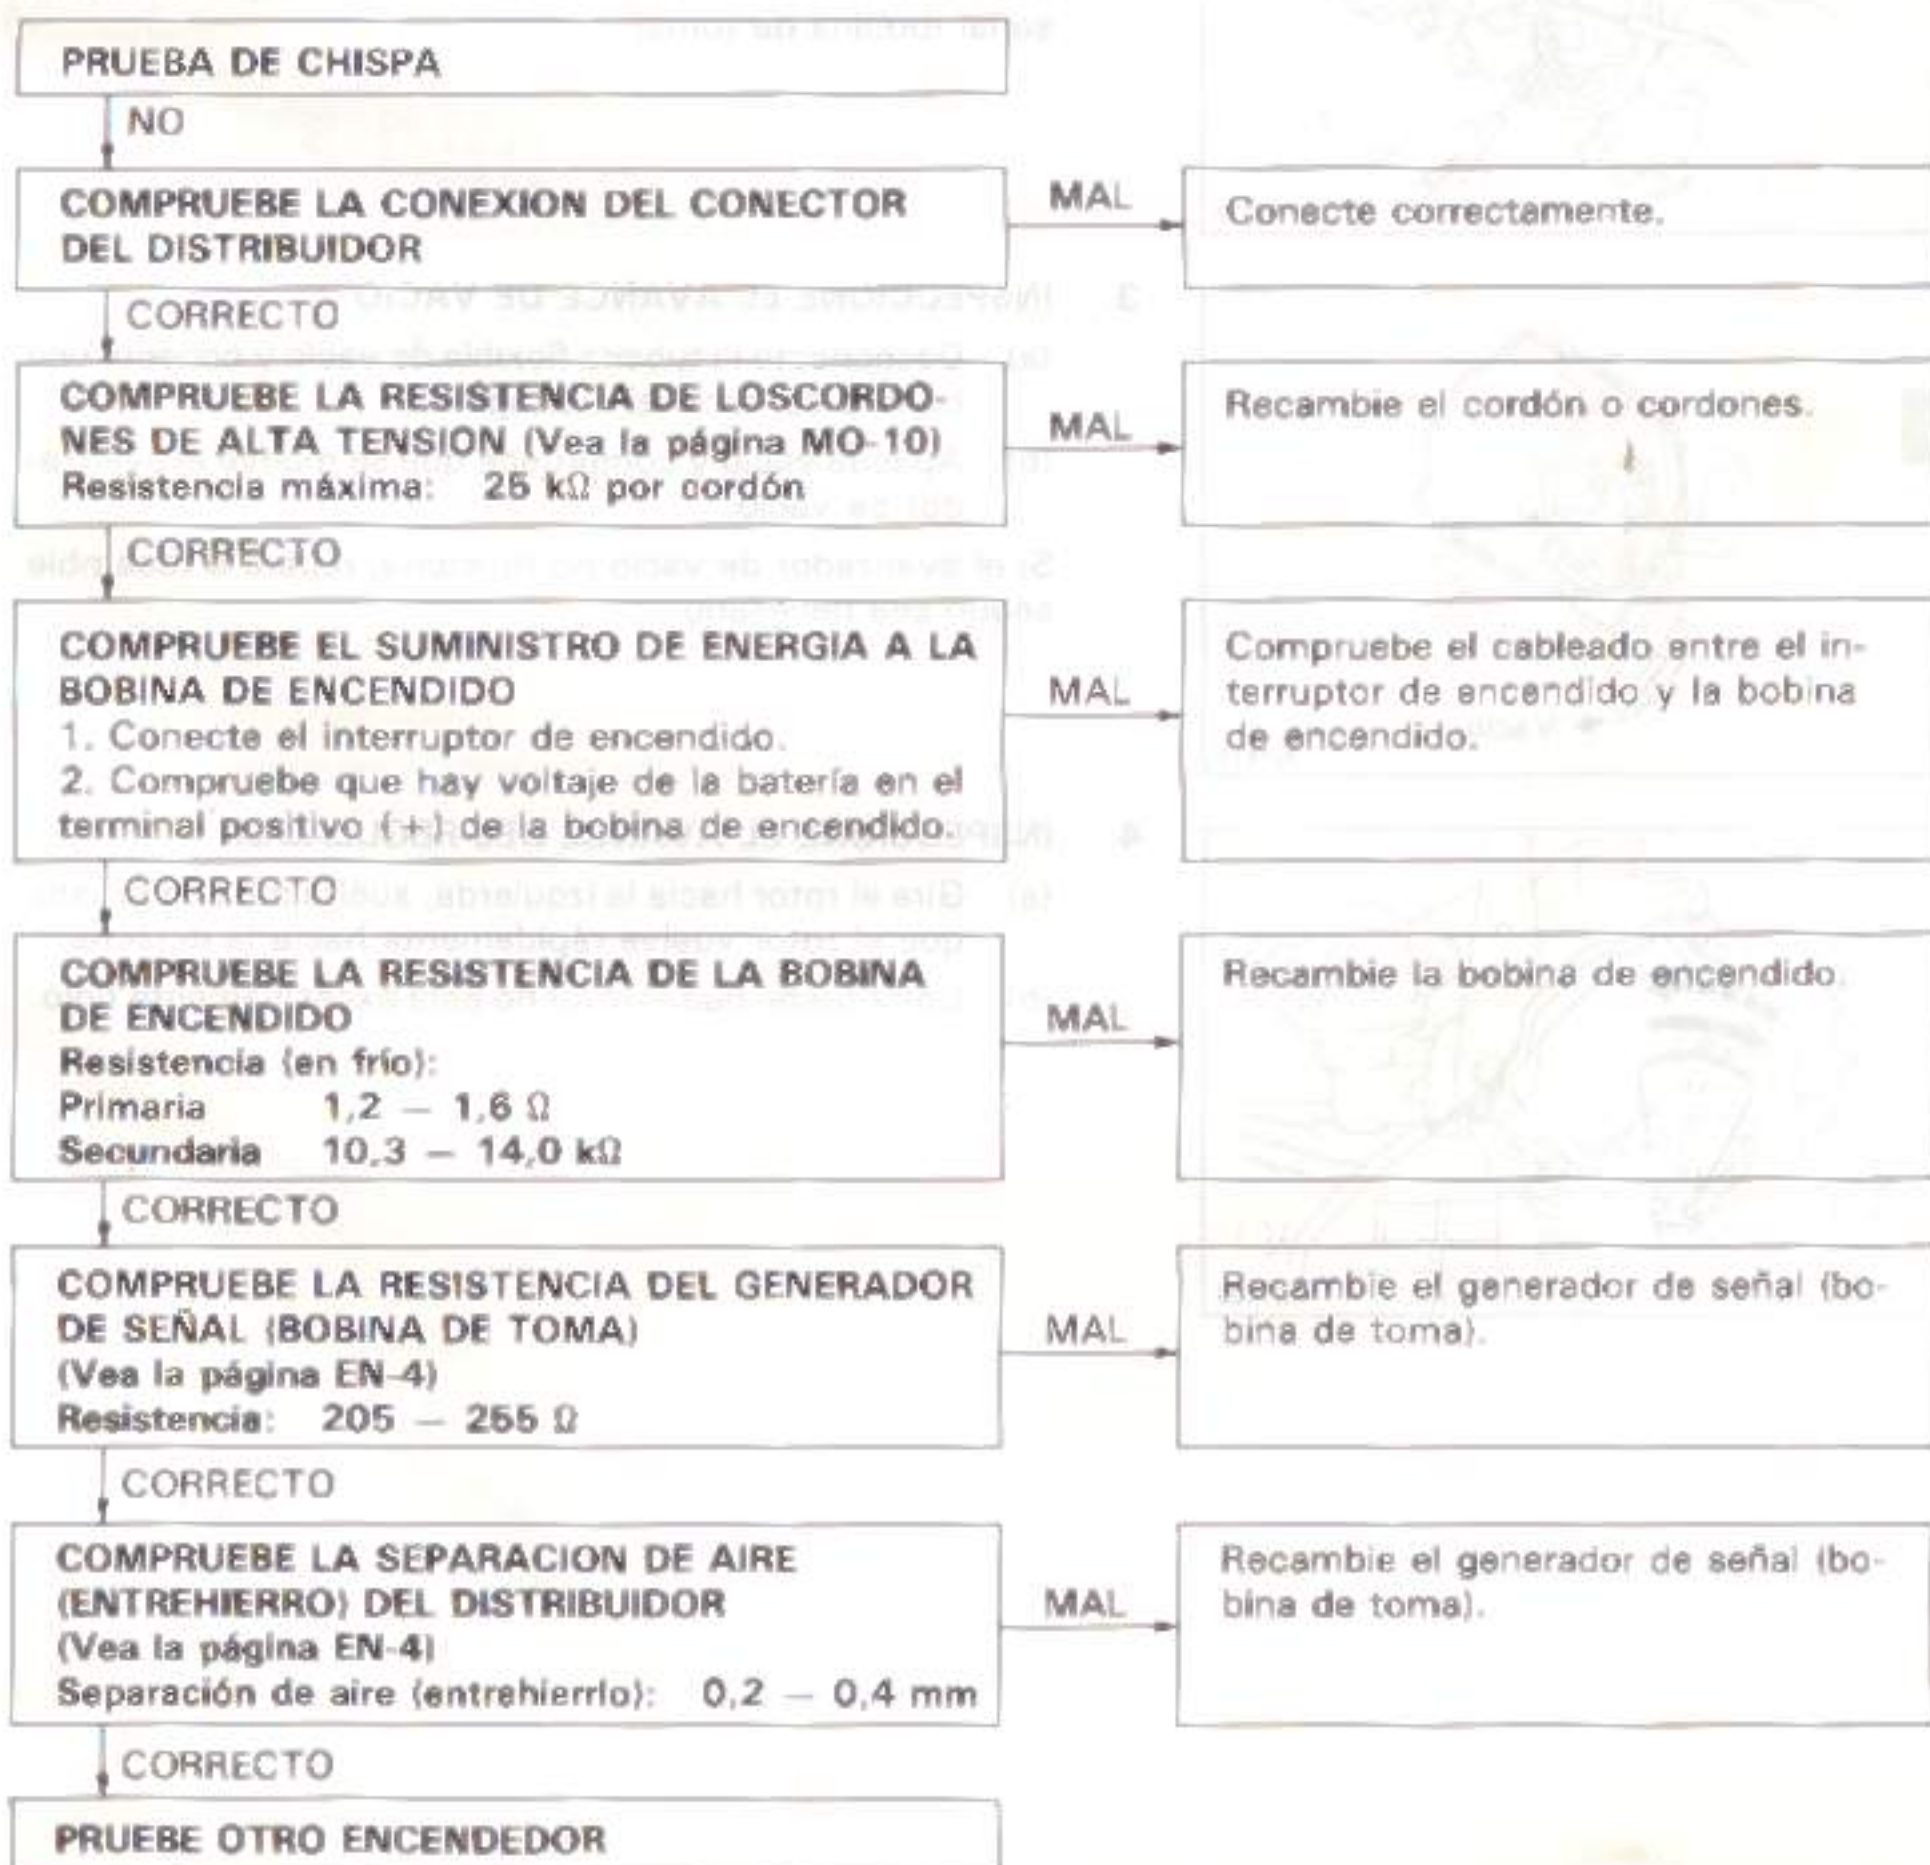 PRUEBA DE CHISPA
NO
COMPRUEBE LA CONEXION DEL CONECTOR
DEL DISTRIBUIDOR
MAL
Conecte correctamente.
CORRECTO
COMPRUEBE LA RESISTENCIA DE LOSCORDO-
NES DE ALTA TENSION (Vea la página MO-10)
Resistencia máxima: 25 kΩ por cordón
MAL
Recambie el cordón o cordones.
CORRECTO
COMPRUEBE EL SUMINISTRO DE ENERGIA A LA
BOBINA DE ENCENDIDO
1. Conecte el interruptor de encendido.
2. Compruebe que hay voltaje de la batería en el
terminal positivo (+) de la bobina de encendido.
MAL
Compruebe el cableado entre el in-
terruptor de encendido y la bobina
de encendido.
CORRECTO
COMPRUEBE LA RESISTENCIA DE LA BOBINA
DE ENCENDIDO
Resistencia (en frío):
Primaria 1,2 — 1,6 Ω
Secundaria 10,3 — 14,0 kΩ
MAL
Recambie la bobina de encendido.
CORRECTO
COMPRUEBE LA RESISTENCIA DEL GENERADOR
DE SEÑAL (BOBINA DE TOMA)
(Vea la página EN-4)
Resistencia: 205 — 255 Ω
MAL
Recambie el generador de señal (bo-
bina de toma).
CORRECTO
COMPRUEBE LA SEPARACION DE AIRE
(ENTREHIERRO) DEL DISTRIBUIDOR
(Vea la página EN-4)
Separación de aire (entrehierrlo): 0,2 — 0,4 mm
MAL
Recambie el generador de señal (bo-
bina de toma).
CORRECTO
PRUEBE OTRO ENCENDEDOR